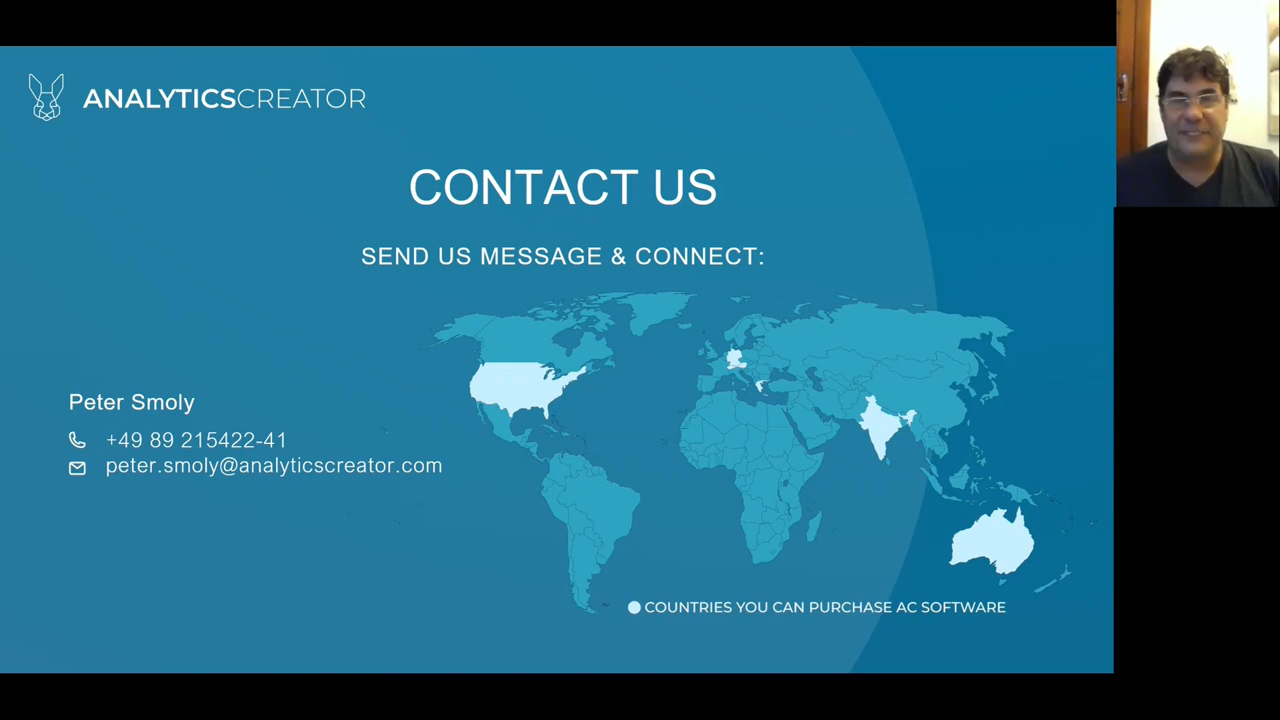 ANALYTICSCREATOR
CONTACT US
SEND US MESSAGE & CONNECT:
Peter Smoly
+49 89 215422-41
peter.smoly@analyticscreator.com
COUNTRIES YOU CAN PURCHASE AC SOFTWARE